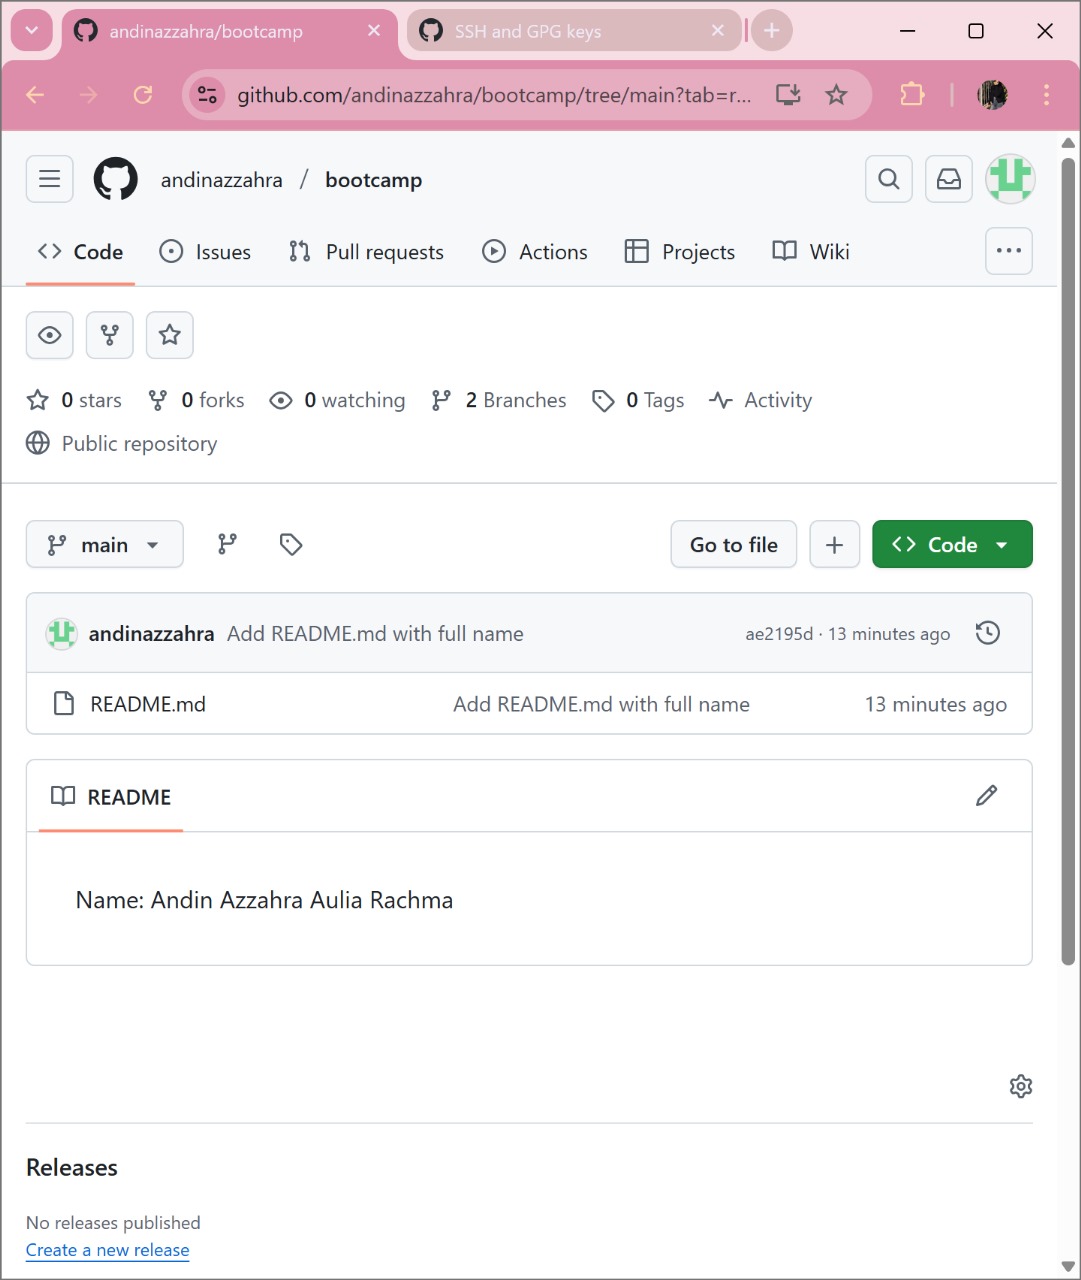 andinazzahra/bootcamp
SSH and GPG keys
github.com/andinazzahra/bootcamp/tree/main?tab=r...
andinazzahra / bootcamp
Code Issues Pull requests Actions Projects Wiki
0 stars 0 forks 0 watching 2 Branches 0 Tags Activity
Public repository
main Go to file Code
andinazzahra Add README.md with full name ae2195d · 13 minutes ago
README.md Add README.md with full name 13 minutes ago
README
Name: Andin Azzahra Aulia Rachma
Releases
No releases published
Create a new release